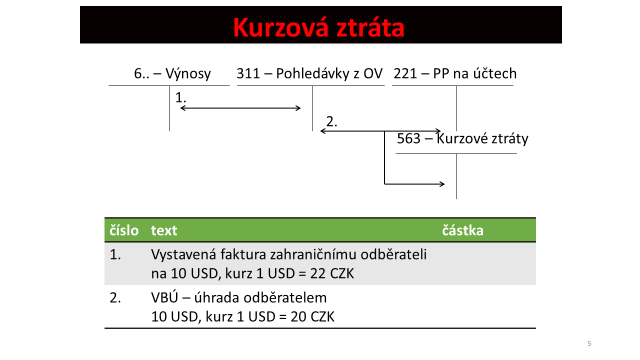 Kurzová ztráta
6.. – Výnosy 311 – Pohledávky z OV 221 – PP na účtech
1.
2.
563 – Kurzové ztráty
číslo text částka
1. Vystavená faktura zahraničnímu odběrateli
na 10 USD, kurz 1 USD = 22 CZK
2. VBÚ – úhrada odběratelem
10 USD, kurz 1 USD = 20 CZK
5